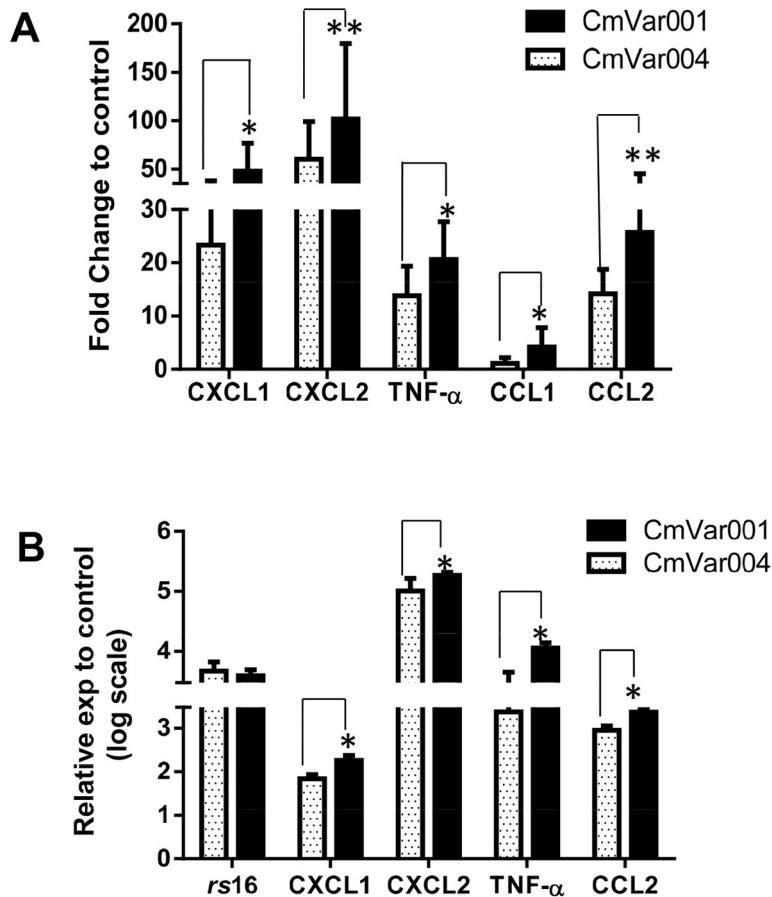 A
CmVar001
CmVar004
Fold Change to control
200
150
100
50
30
20
10
0
*
**
*
*
**
CXCL1 CXCL2 TNF-α CCL1 CCL2
B
CmVar001
CmVar004
Relative exp to control
(log scale)
6
5
4
3
2
1
0
*
*
*
*
rs16 CXCL1 CXCL2 TNF-α CCL2